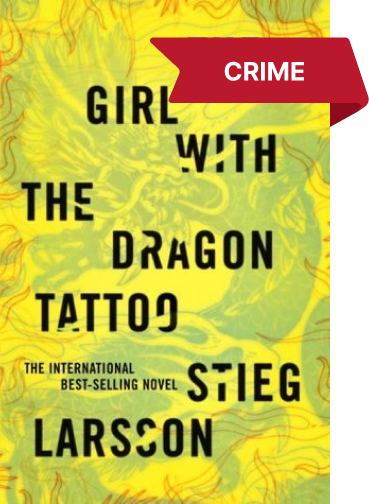 CRIME
GIRL
WITH
THE
DRAGON
TATTOO
THE INTERNATIONAL
BEST-SELLING NOVEL
STIEG
LARSSON